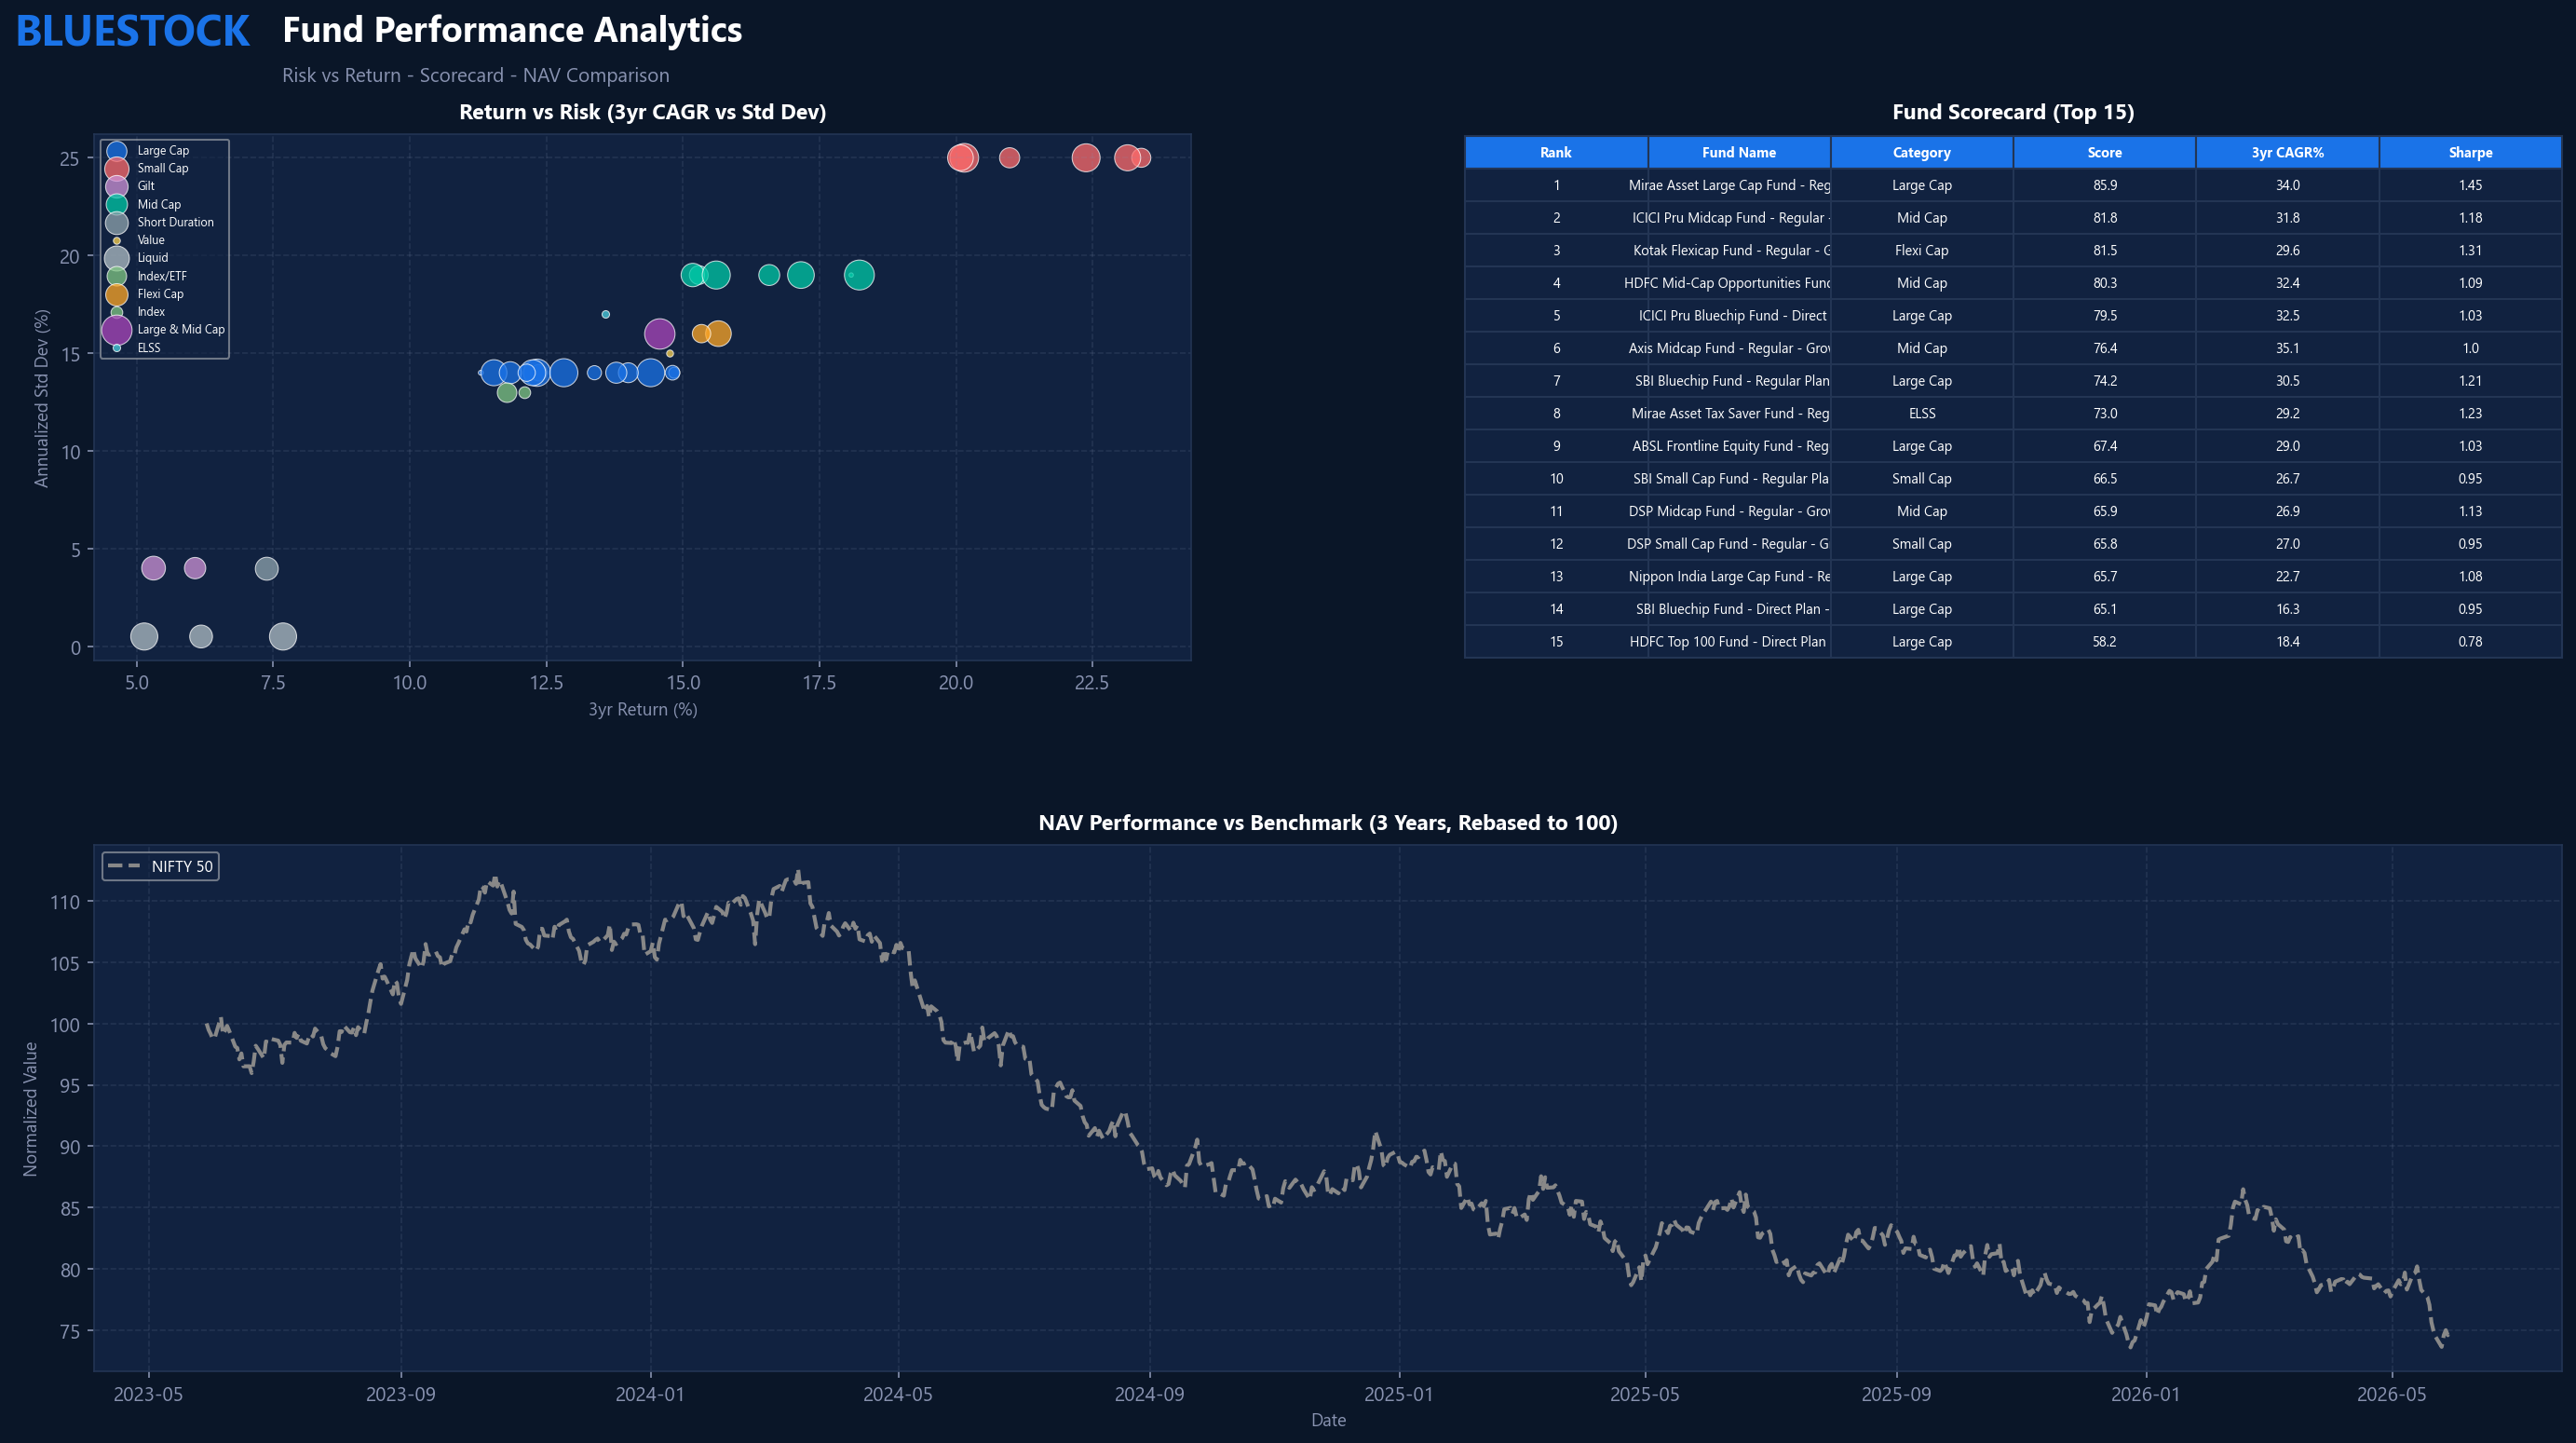 BLUESTOCK Fund Performance Analytics
Risk vs Return - Scorecard - NAV Comparison
Return vs Risk (3yr CAGR vs Std Dev)
Large Cap
Small Cap
Gilt
Mid Cap
Short Duration
Value
Liquid
Index/ETF
Flexi Cap
Index
Large & Mid Cap
ELSS
Annualized Std Dev (%)
25
20
15
10
5
0
5.0 7.5 10.0 12.5 15.0 17.5 20.0 22.5
3yr Return (%)
Fund Scorecard (Top 15)
Rank Fund Name Category Score 3yr CAGR% Sharpe
1 Mirae Asset Large Cap Fund - Reg Large Cap 85.9 34.0 1.45
2 ICICI Pru Midcap Fund - Regular - Mid Cap 81.8 31.8 1.18
3 Kotak Flexicap Fund - Regular - G Flexi Cap 81.5 29.6 1.31
4 HDFC Mid-Cap Opportunities Fund Mid Cap 80.3 32.4 1.09
5 ICICI Pru Bluechip Fund - Direct Large Cap 79.5 32.5 1.03
6 Axis Midcap Fund - Regular - Grow Mid Cap 76.4 35.1 1.0
7 SBI Bluechip Fund - Regular Plan Large Cap 74.2 30.5 1.21
8 Mirae Asset Tax Saver Fund - Reg ELSS 73.0 29.2 1.23
9 ABSL Frontline Equity Fund - Reg Large Cap 67.4 29.0 1.03
10 SBI Small Cap Fund - Regular Pla Small Cap 66.5 26.7 0.95
11 DSP Midcap Fund - Regular - Grow Mid Cap 65.9 26.9 1.13
12 DSP Small Cap Fund - Regular - G Small Cap 65.8 27.0 0.95
13 Nippon India Large Cap Fund - Re Large Cap 65.7 22.7 1.08
14 SBI Bluechip Fund - Direct Plan - Large Cap 65.1 16.3 0.95
15 HDFC Top 100 Fund - Direct Plan Large Cap 58.2 18.4 0.78
NAV Performance vs Benchmark (3 Years, Rebased to 100)
NIFTY 50
Normalized Value
110
105
100
95
90
85
80
75
2023-05 2023-09 2024-01 2024-05 2024-09 2025-01 2025-05 2025-09 2026-01 2026-05
Date